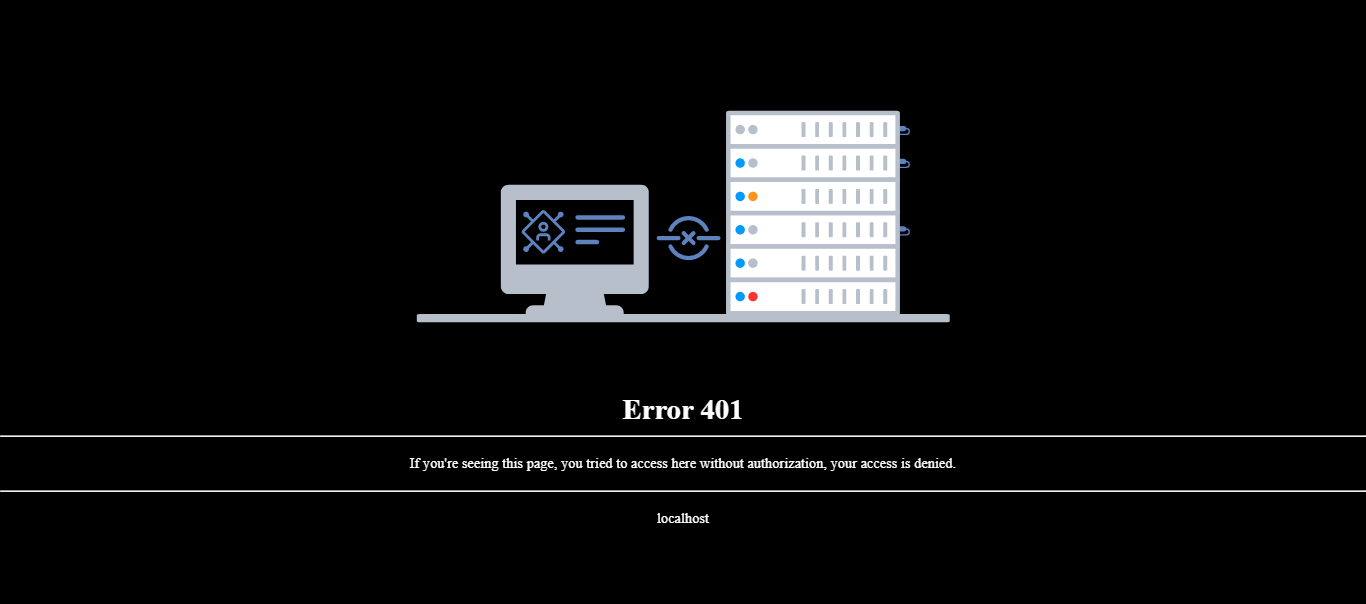 Error 401
If you're seeing this page, you tried to access here without authorization, your access is denied.
localhost